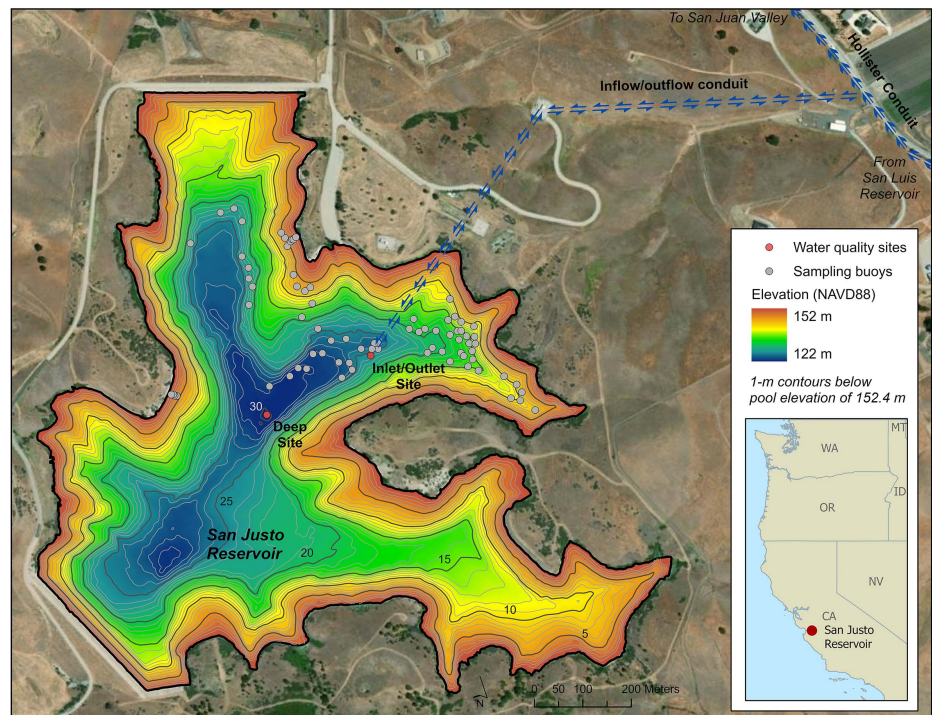 To San Juan Valley
Hollister Conduit
Inflow/outflow conduit
From
San Luis
Reservoir
Water quality sites
Sampling buoys
Elevation (NAVD88)
152 m
122 m
1-m contours below
pool elevation of 152.4 m
Inlet/Outlet
Site
30
Deep
Site
25
San Justo
Reservoir
20
15
10
5
N
0 50 100 200 Meters
WA
MT
OR
ID
NV
CA
San Justo
Reservoir